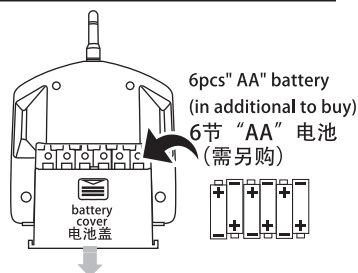 6pcs" AA" battery
(in additional to buy)
6节“AA”电池
（需另购）
battery
cover
电池盖